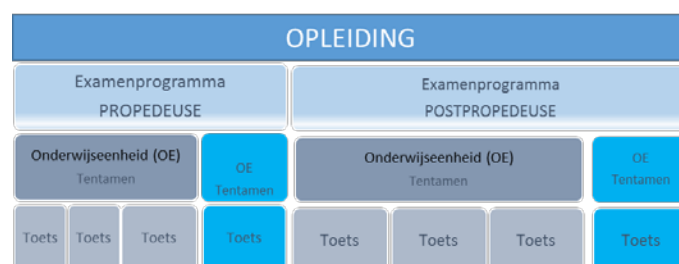 OPLEIDING
Examenprogramma
PROPEDEUSE
Examenprogramma
POSTPROPEDEUSE
Onderwijseenheid (OE)
Tentamen
OE
Tentamen
Onderwijseenheid (OE)
Tentamen
OE
Tentamen
Toets
Toets
Toets
Toets
Toets
Toets
Toets
Toets